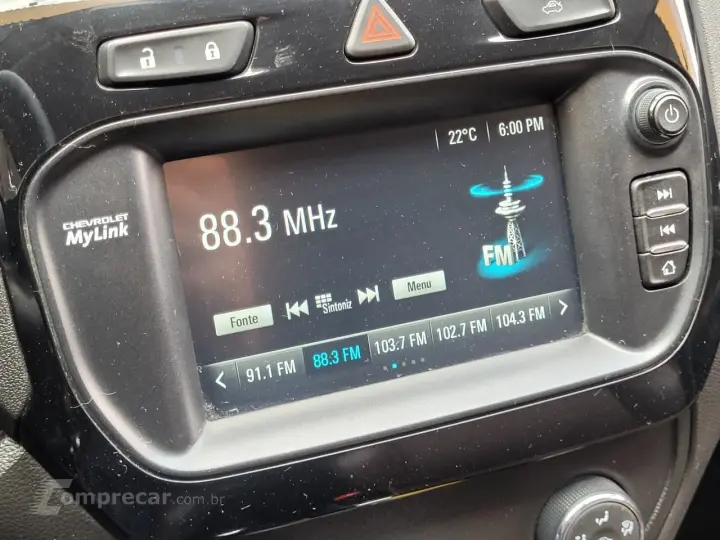 22°C 6:00 PM
CHEVROLET
MyLink
88.3 MHz
FM
Fonte
Sintoniz
Menu
91.1 FM 88.3 FM 103.7 FM 102.7 FM 104.3 FM
Comprecar.com.br